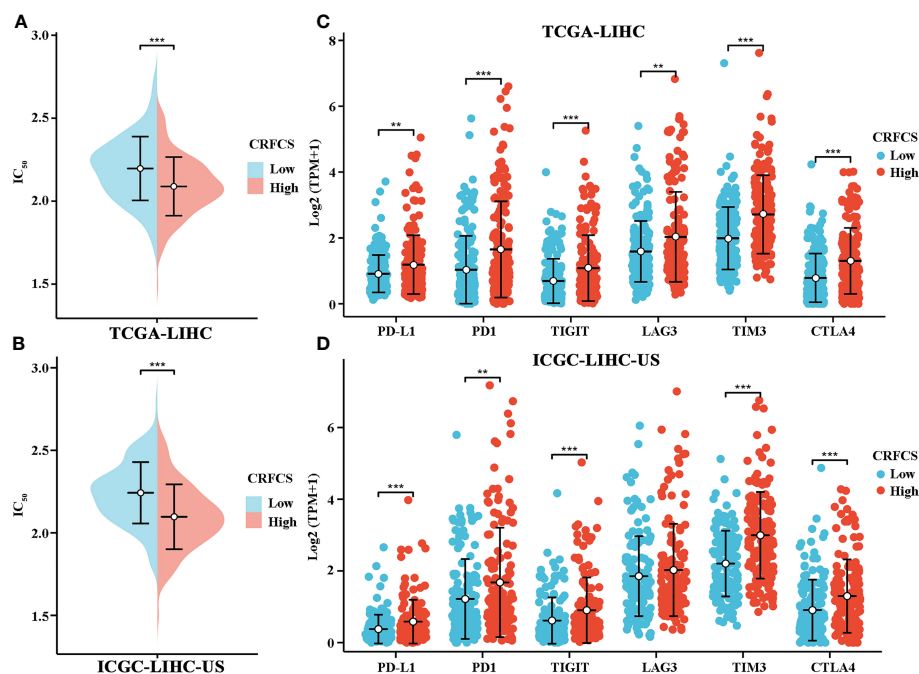 A
3.0
***
2.5
IC50
2.0
1.5
CRFCS
Low
High
TCGA-LIHC
B
3.0
***
2.5
IC50
2.0
1.5
CRFCS
Low
High
ICGC-LIHC-US
C
TCGA-LIHC
8
6
4
2
0
Log2 (TPM+1)
**
***
***
**
***
***
CRFCS
Low
High
PD-L1 PD1 TIGIT LAG3 TIM3 CTLA4
D
ICGC-LIHC-US
6
4
2
0
Log2 (TPM+1)
***
**
***
***
***
CRFCS
Low
High
PD-L1 PD1 TIGIT LAG3 TIM3 CTLA4